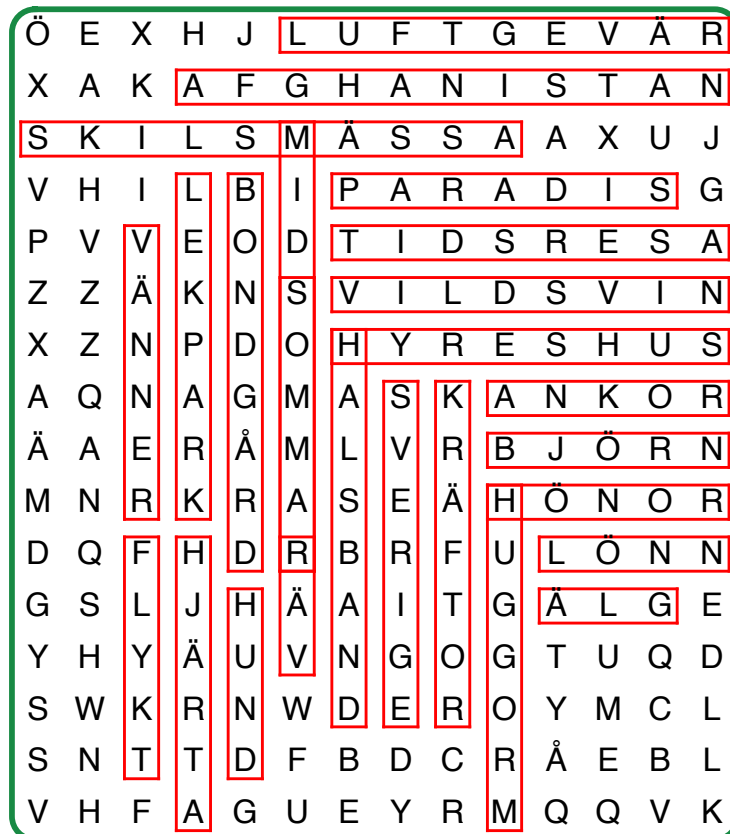 Ö E X H J L U F T G E V Ä R
X A K A F G H A N I S T A N
S K I L S M Ä S S A A X U J
V H I L B I P A R A D I S G
P V V E O D T I D S R E S A
Z Z Ä K N S V I L D S V I N
X Z N P D O H Y R E S H U S
A Q N A G M A S K A N K O R
Ä A E R Å M L V R B J Ö R N
M N R K R A S E Ä H Ö N O R
D Q F H D R B R F U L Ö N N
G S L J H Ä A I T G Ä L G E
Y H Y Ä U V N G O G T U Q D
S W K R N W D E R O Y M C L
S N T T D F B D C R Å E B L
V H F A G U E Y R M Q Q V K